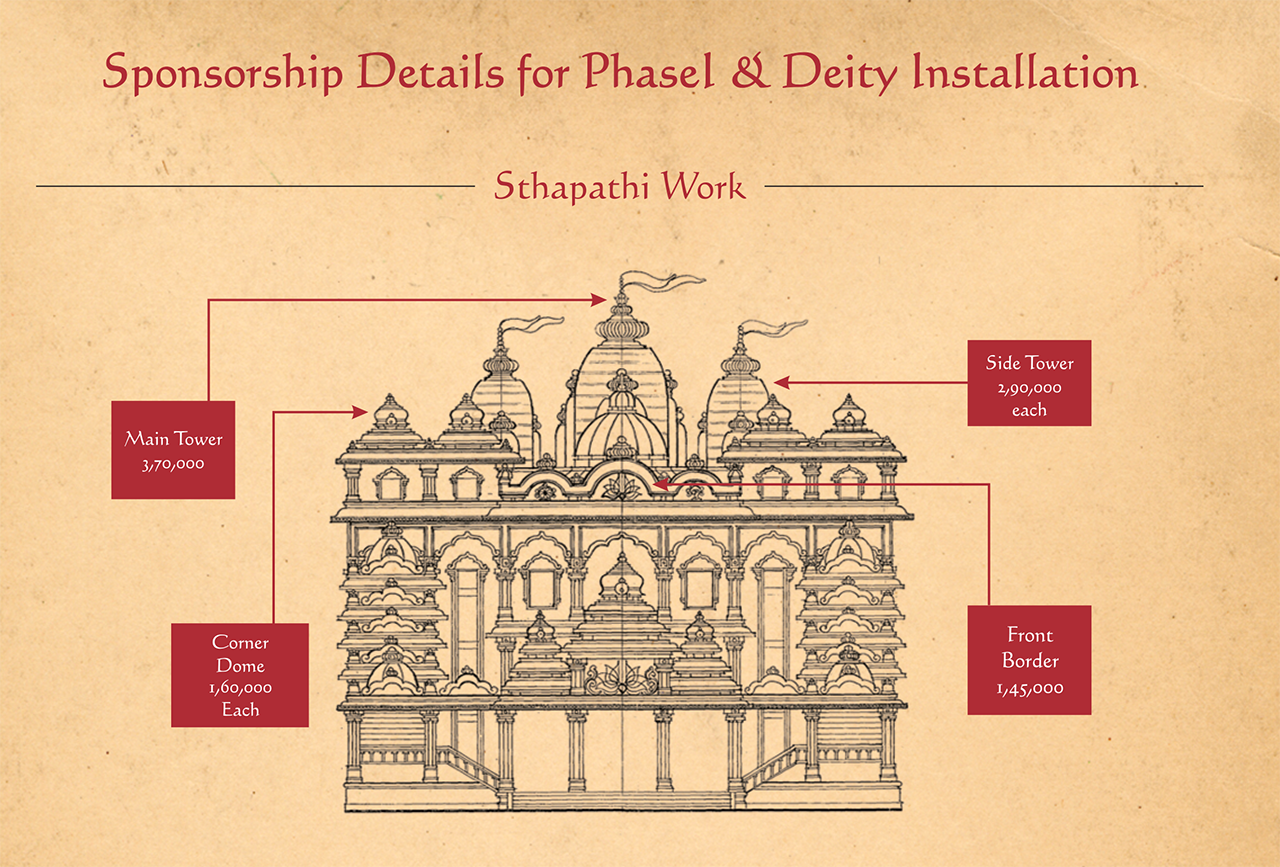 Sponsorship Details for PhaseI & Deity Installation
Sthapathi Work
Side Tower
2,90,000
each
Main Tower
3,70,000
Corner
Dome
1,60,000
Each
Front
Border
1,45,000